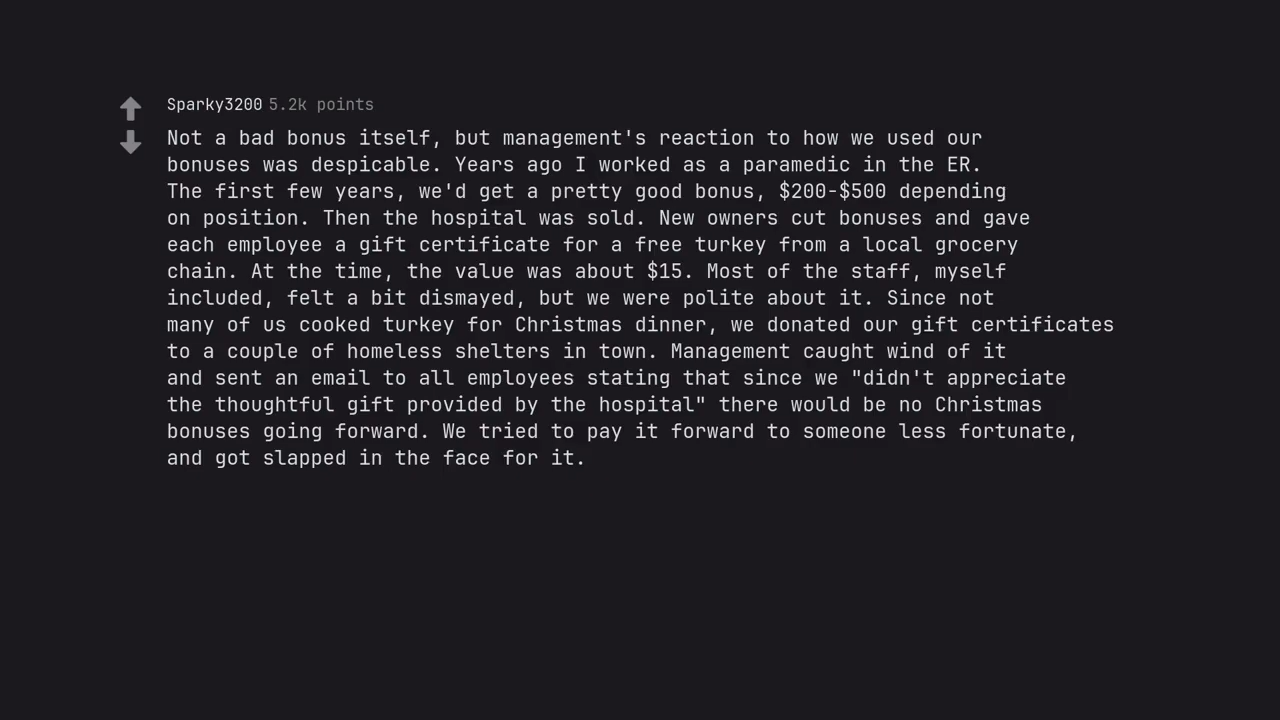 Sparky3200 5.2k points
Not a bad bonus itself, but management's reaction to how we used our
bonuses was despicable. Years ago I worked as a paramedic in the ER.
The first few years, we'd get a pretty good bonus, $200-$500 depending
on position. Then the hospital was sold. New owners cut bonuses and gave
each employee a gift certificate for a free turkey from a local grocery
chain. At the time, the value was about $15. Most of the staff, myself
included, felt a bit dismayed, but we were polite about it. Since not
many of us cooked turkey for Christmas dinner, we donated our gift certificates
to a couple of homeless shelters in town. Management caught wind of it
and sent an email to all employees stating that since we "didn't appreciate
the thoughtful gift provided by the hospital" there would be no Christmas
bonuses going forward. We tried to pay it forward to someone less fortunate,
and got slapped in the face for it.